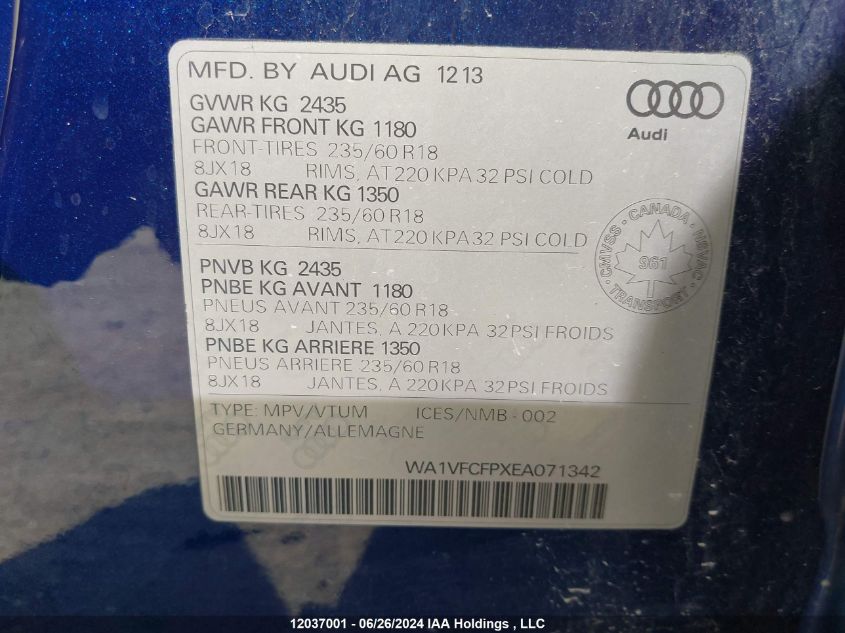 MFD. BY AUDI AG 12 13
GVWR KG 2435
GAWR FRONT KG 1180
FRONT-TIRES 235/60 R18
8JX18 RIMS, AT 220 KPA 32 PSI COLD
GAWR REAR KG 1350
REAR-TIRES 235/60 R18
8JX18 RIMS, AT 220 KPA 32 PSI COLD
Audi
CMVSS - CANADA - NSVAC
961
TRANSPORT
PNVB KG 2435
PNBE KG AVANT 1180
PNEUS AVANT 235/60 R18
8JX18 JANTES, A 220 KPA 32 PSI FROIDS
PNBE KG ARRIERE 1350
PNEUS ARRIERE 235/60 R18
8JX18 JANTES, A 220 KPA 32 PSI FROIDS
TYPE: MPV/VTUM ICES/NMB - 002
GERMANY/ALLEMAGNE
WA1VFCFPXEA071342
12037001 - 06/26/2024 IAA Holdings , LLC